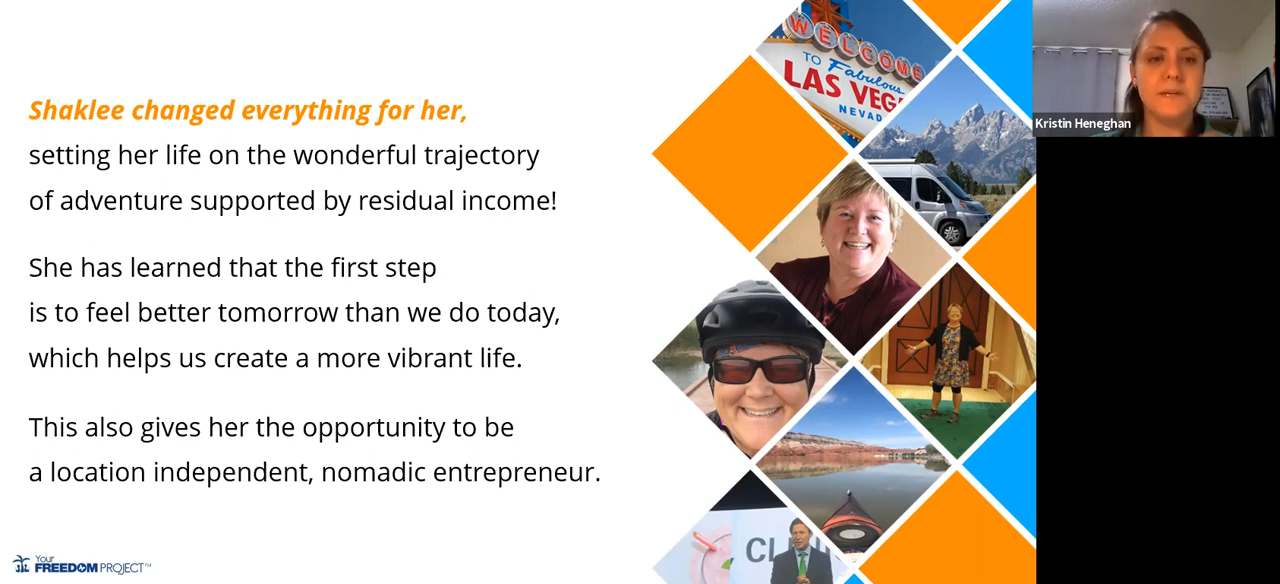 Shaklee changed everything for her,
setting her life on the wonderful trajectory
of adventure supported by residual income!
She has learned that the first step
is to feel better tomorrow than we do today,
which helps us create a more vibrant life.
This also gives her the opportunity to be
a location independent, nomadic entrepreneur.
Your
FREEDOM PROJECT™
WELCOME
TO Fabulous
LAS VEG
NEVAD
CL
Kristin Heneghan